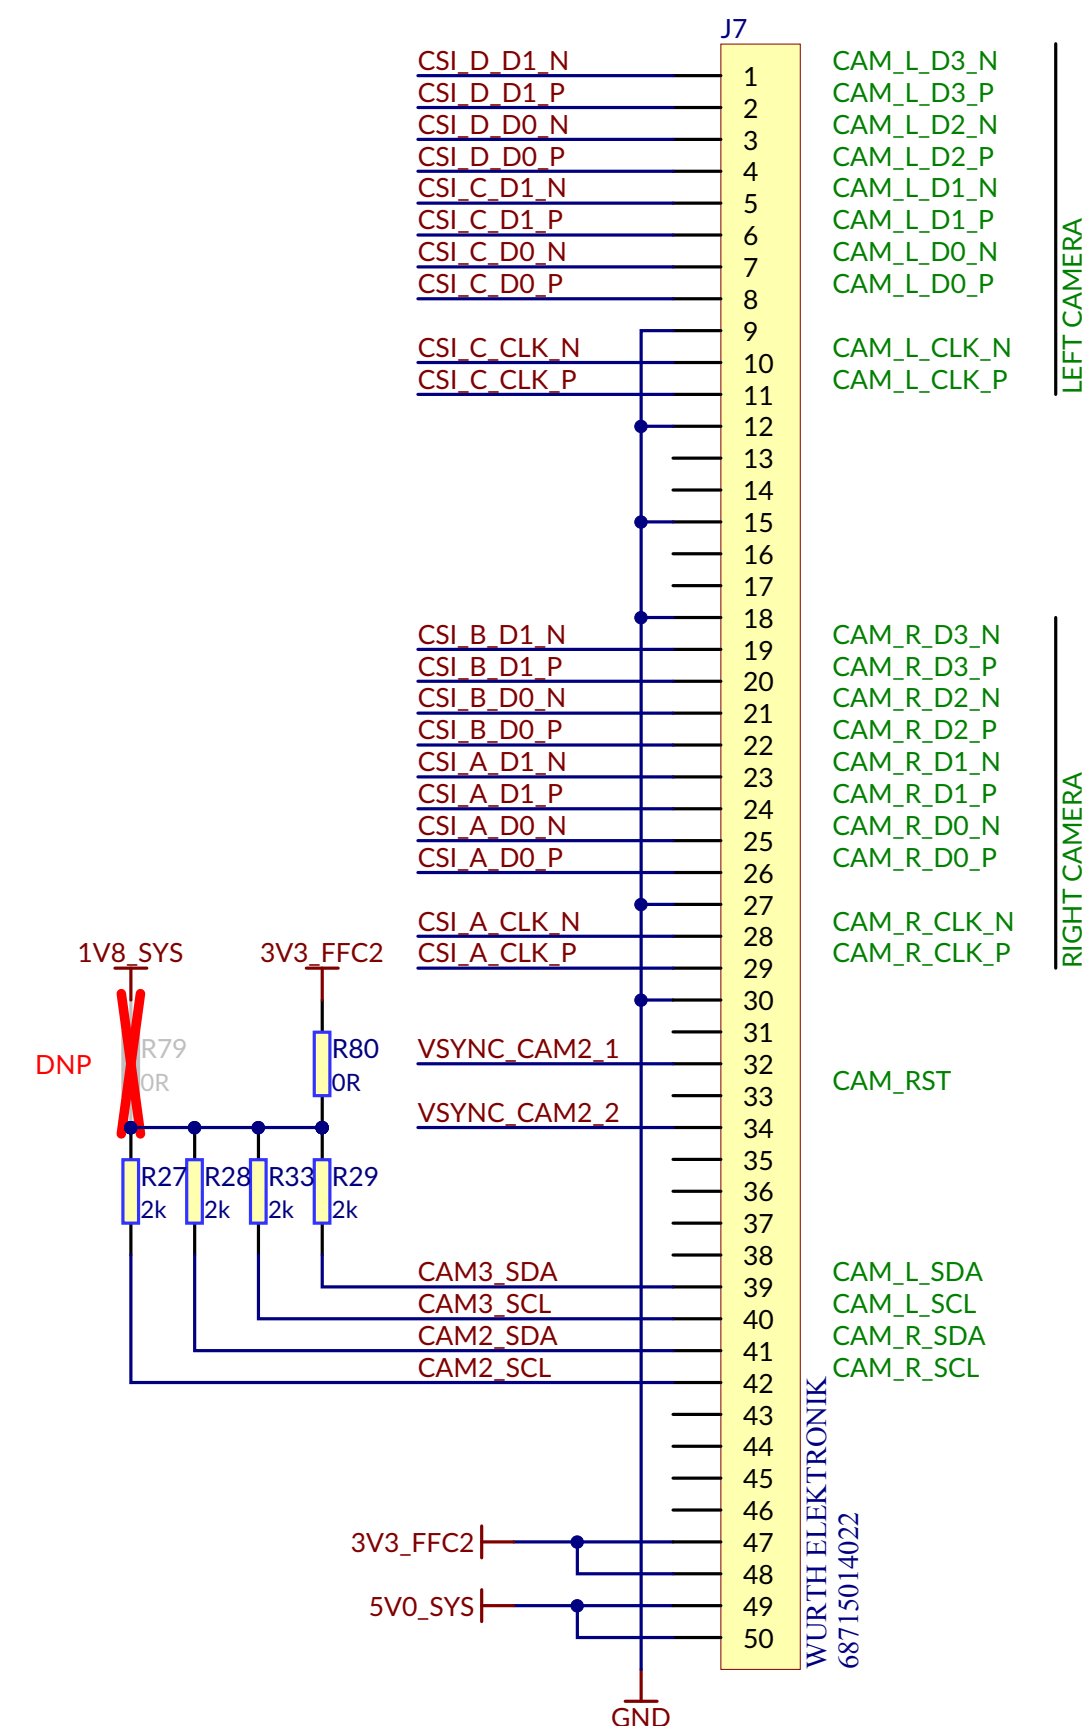 J7
CSI_D_D1_N 1 CAM_L_D3_N
CSI_D_D1_P 2 CAM_L_D3_P
CSI_D_D0_N 3 CAM_L_D2_N
CSI_D_D0_P 4 CAM_L_D2_P
CSI_C_D1_N 5 CAM_L_D1_N
CSI_C_D1_P 6 CAM_L_D1_P
CSI_C_D0_N 7 CAM_L_D0_N
CSI_C_D0_P 8 CAM_L_D0_P
9
CSI_C_CLK_N 10 CAM_L_CLK_N
CSI_C_CLK_P 11 CAM_L_CLK_P
LEFT CAMERA
12
13
14
15
16
17
18
CSI_B_D1_N 19 CAM_R_D3_N
CSI_B_D1_P 20 CAM_R_D3_P
CSI_B_D0_N 21 CAM_R_D2_N
CSI_B_D0_P 22 CAM_R_D2_P
CSI_A_D1_N 23 CAM_R_D1_N
CSI_A_D1_P 24 CAM_R_D1_P
CSI_A_D0_N 25 CAM_R_D0_N
CSI_A_D0_P 26 CAM_R_D0_P
27
CSI_A_CLK_N 28 CAM_R_CLK_N
CSI_A_CLK_P 29 CAM_R_CLK_P
RIGHT CAMERA
1V8_SYS 3V3_FFC2
30
31
DNP R79 R80 VSYNC_CAM2_1 32
0R 0R 33 CAM_RST
VSYNC_CAM2_2 34
35
R27 R28 R33 R29 36
2k 2k 2k 2k 37
38
CAM3_SDA 39 CAM_L_SDA
CAM3_SCL 40 CAM_L_SCL
CAM2_SDA 41 CAM_R_SDA
CAM2_SCL 42 CAM_R_SCL
43
44
45
46
3V3_FFC2 47
48
5V0_SYS 49
50
WURTH ELEKTRONIK
68715014022
GND